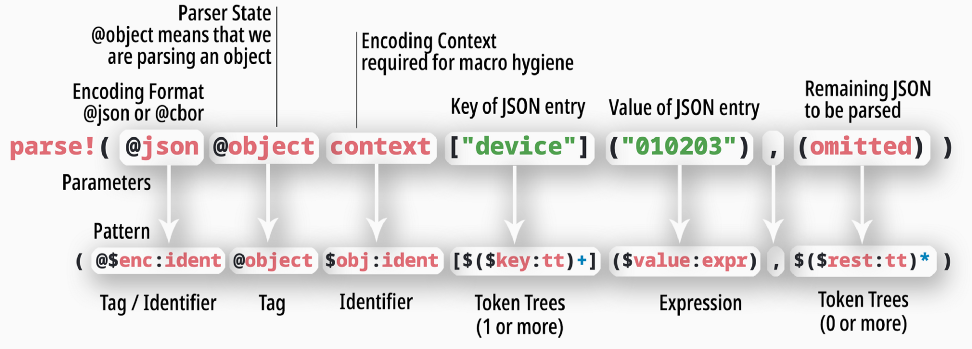 Parser State
@object means that we
are parsing an object
Encoding Context
required for macro hygiene
Encoding Format
@json or @cbor
Key of JSON entry
Value of JSON entry
Remaining JSON
to be parsed
parse!( @json @object context ["device"] ("010203") , (omitted) )
Parameters
Pattern
( @$enc:ident @object $obj:ident [$($key:tt)+] ($value:expr) , $($rest:tt)* )
Tag / Identifier
Tag
Identifier
Token Trees
(1 or more)
Expression
Token Trees
(0 or more)